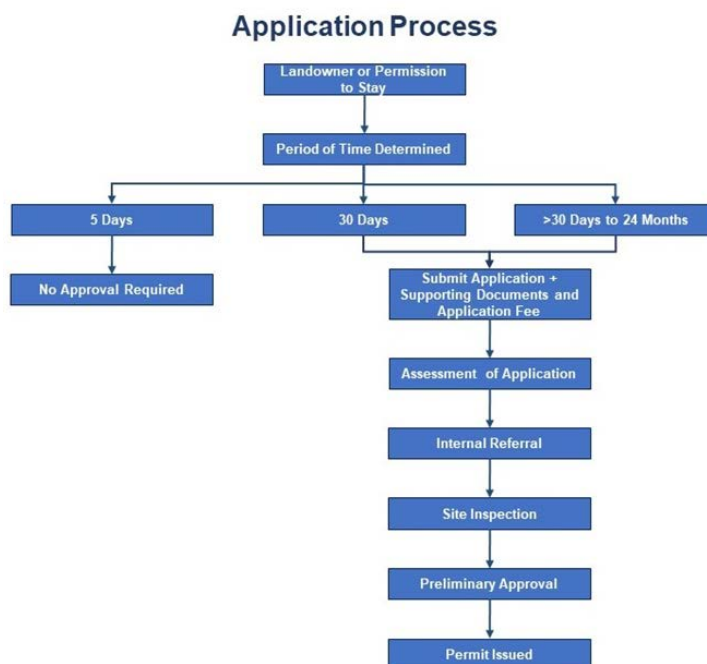 Application Process
Landowner or Permission
to Stay
Period of Time Determined
5 Days
30 Days
>30 Days to 24 Months
No Approval Required
Submit Application +
Supporting Documents and
Application Fee
Assessment of Application
Internal Referral
Site Inspection
Preliminary Approval
Permit Issued